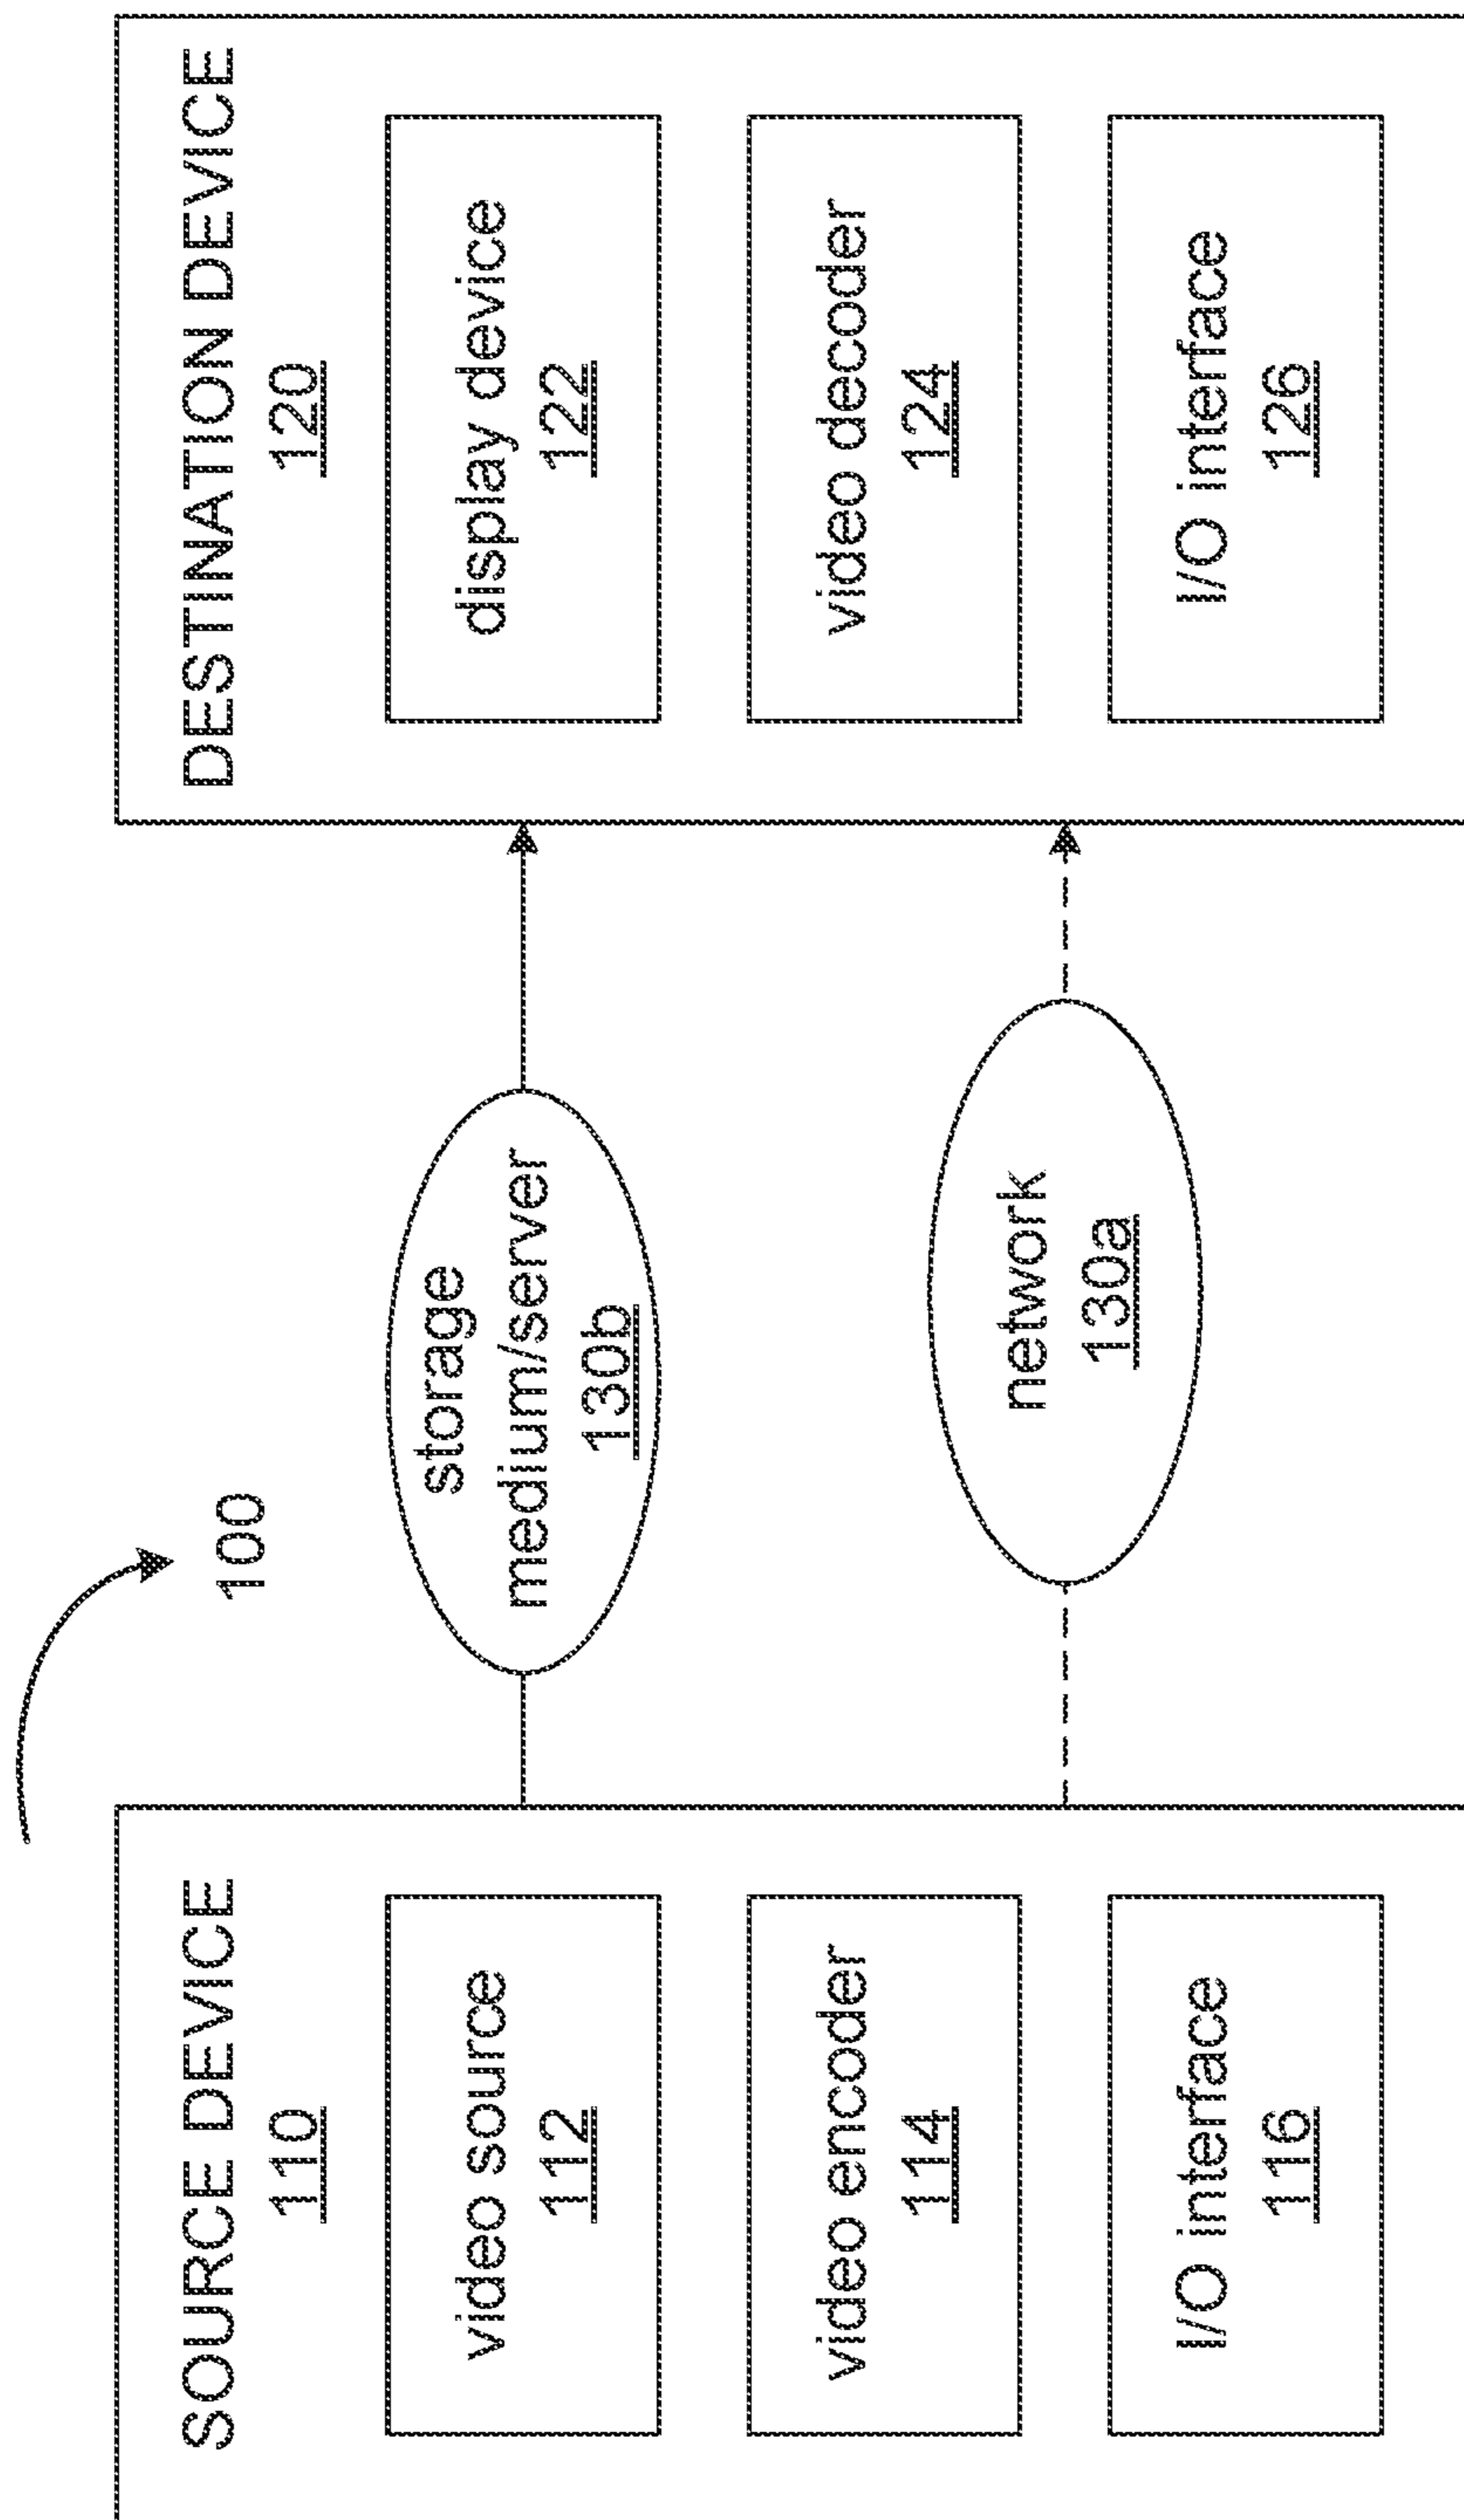 100
SOURCE DEVICE
110
video source
112
video encoder
114
I/O interface
116
storage
medium/server
130b
network
130a
DESTINATION DEVICE
120
display device
122
video decoder
124
I/O interface
126